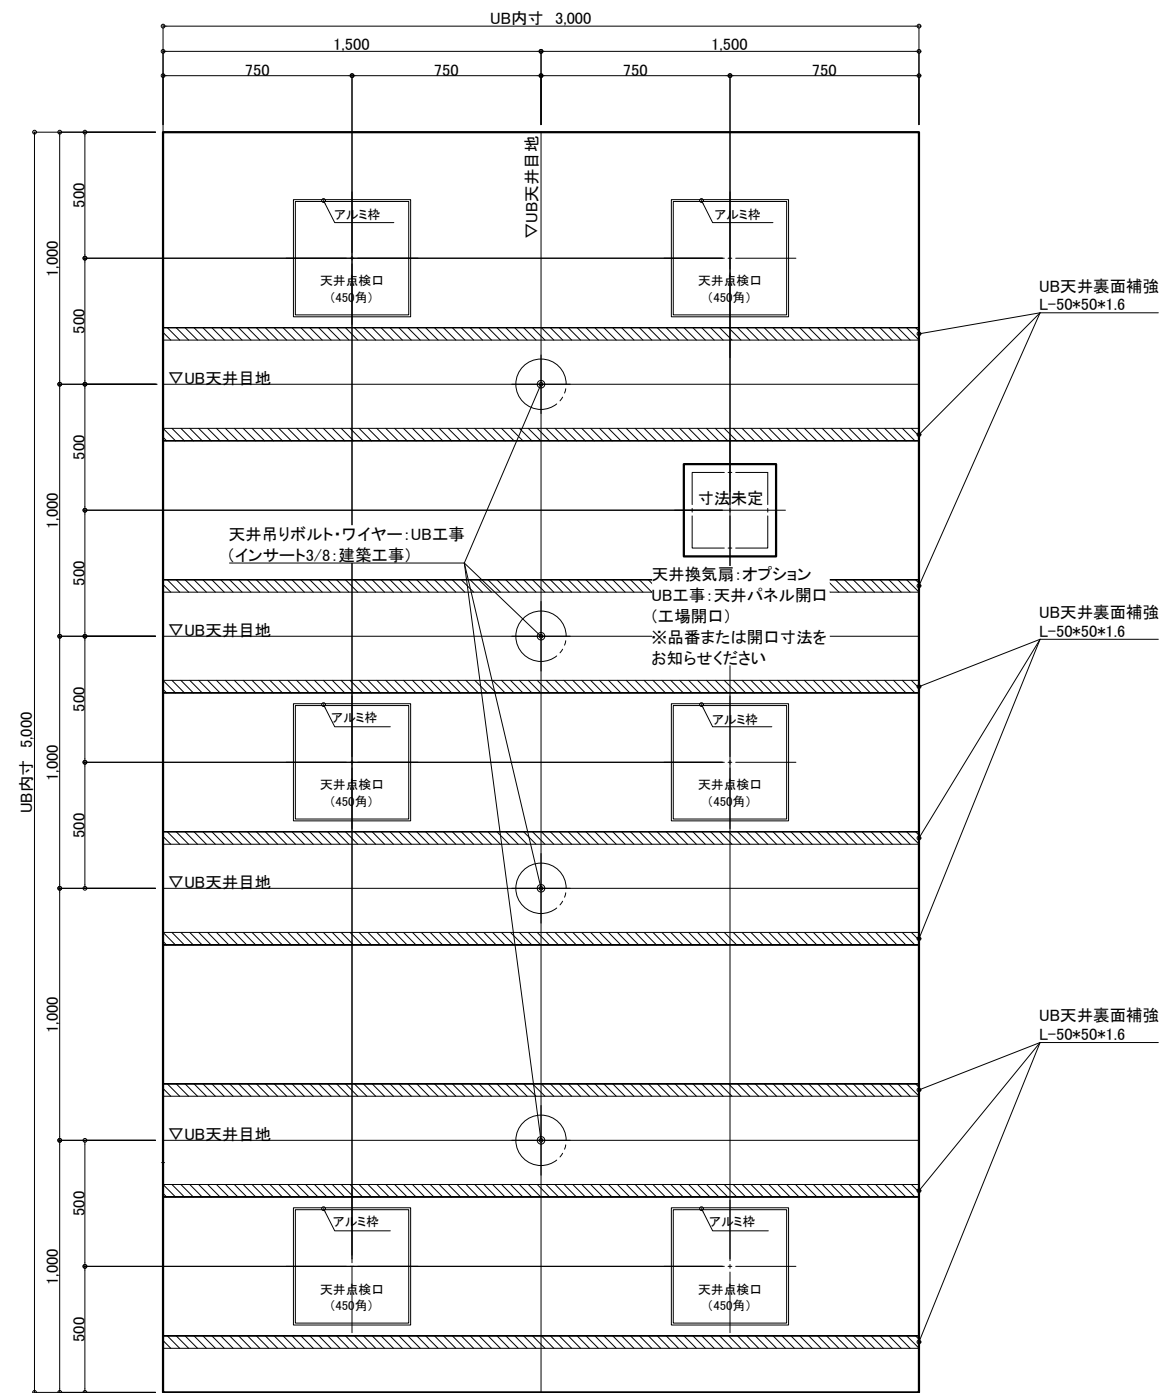 UB内寸 3,000
1,500
1,500
750
750
750
750
▽UB天井目地
500
1,000
500
アルミ枠
天井点検口
(450角)
アルミ枠
天井点検口
(450角)
UB天井裏面補強
L-50*50*1.6
▽UB天井目地
500
1,000
500
寸法未定
天井吊りボルト・ワイヤー:UB工事
(インサート3/8:建築工事)
天井換気扇:オプション
UB工事:天井パネル開口
(工場開口)
※品番または開口寸法を
お知らせください
UB天井裏面補強
L-50*50*1.6
▽UB天井目地
UB内寸 5,000
500
1,000
500
アルミ枠
天井点検口
(450角)
アルミ枠
天井点検口
(450角)
▽UB天井目地
1,000
UB天井裏面補強
L-50*50*1.6
▽UB天井目地
500
1,000
500
アルミ枠
天井点検口
(450角)
アルミ枠
天井点検口
(450角)